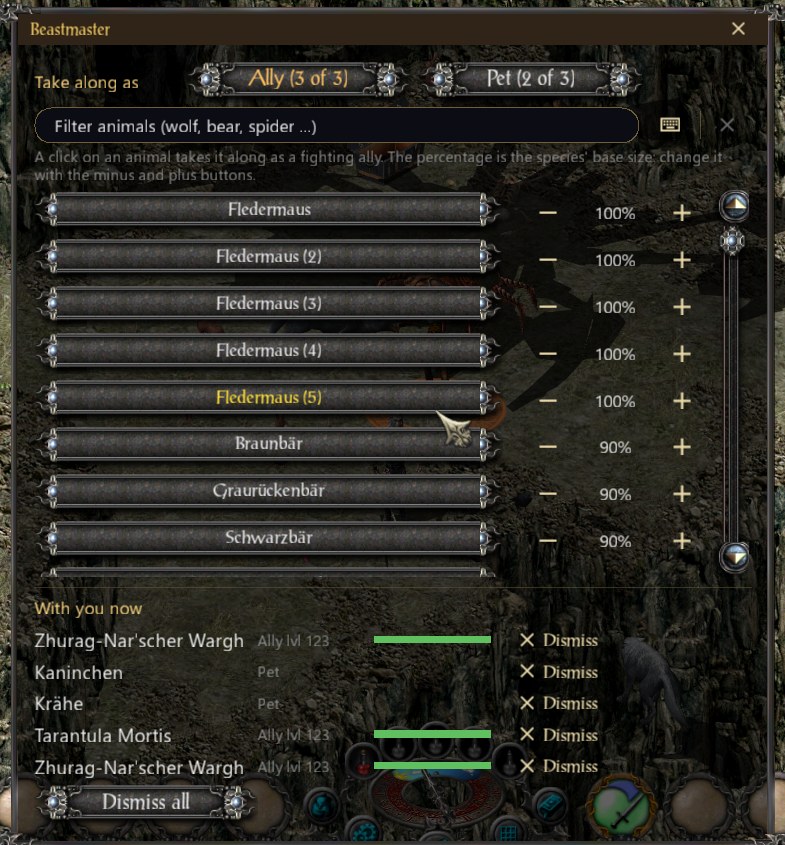 Beastmaster
Take along as
Ally (3 of 3)
Pet (2 of 3)
Filter animals (wolf, bear, spider ...)
A click on an animal takes it along as a fighting ally. The percentage is the species' base size: change it
with the minus and plus buttons.
Fledermaus − 100% +
Fledermaus (2) − 100% +
Fledermaus (3) − 100% +
Fledermaus (4) − 100% +
Fledermaus (5) − 100% +
Braunbär − 90% +
Graurückenbär − 90% +
Schwarzbär − 90% +
With you now
Zhurag-Nar'scher Wargh Ally lvl 123 Dismiss
Kaninchen Pet Dismiss
Krähe Pet Dismiss
Tarantula Mortis Ally lvl 123 Dismiss
Zhurag-Nar'scher Wargh Ally lvl 123 Dismiss
Dismiss all